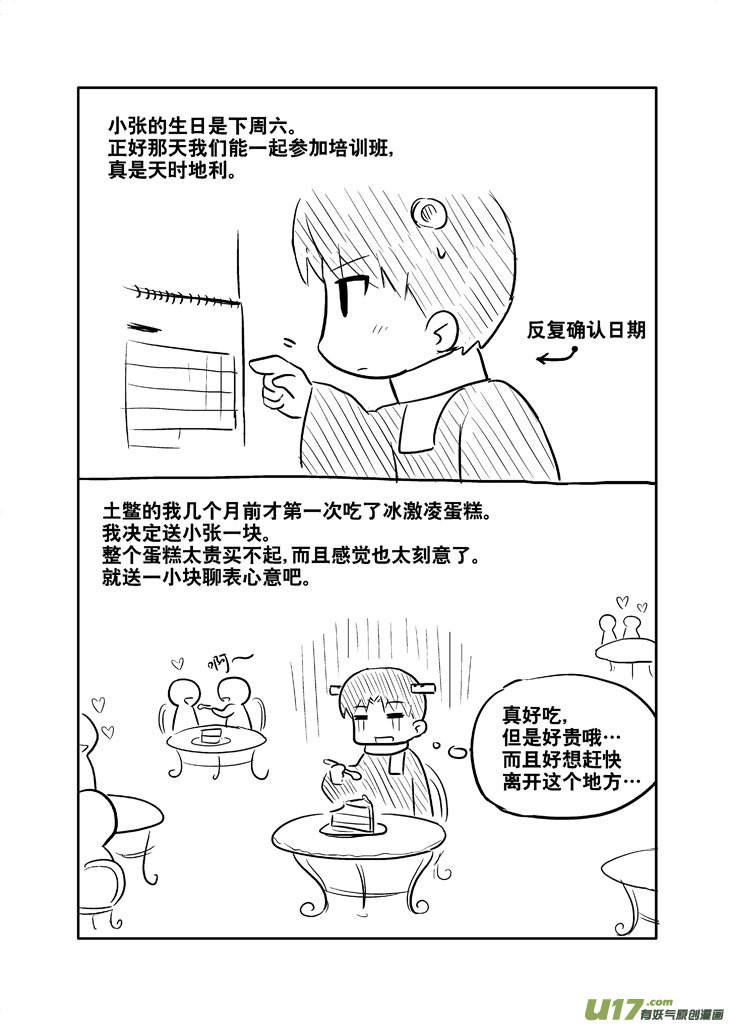 小张的生日是下周六。
正好那天我们能一起参加培训班,
真是天时地利。
反复确认日期
土鳖的我几个月前才第一次吃了冰激凌蛋糕。
我决定送小张一块。
整个蛋糕太贵买不起,而且感觉也太刻意了。
就送一小块聊表心意吧。
啊~
真好吃,
但是好贵哦…
而且好想赶快
离开这个地方…
U17.com
有妖气原创漫画